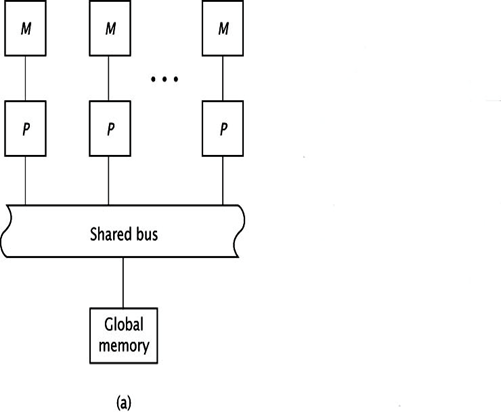 M M M
• • •
P P P
Shared bus
Global
memory
(a)